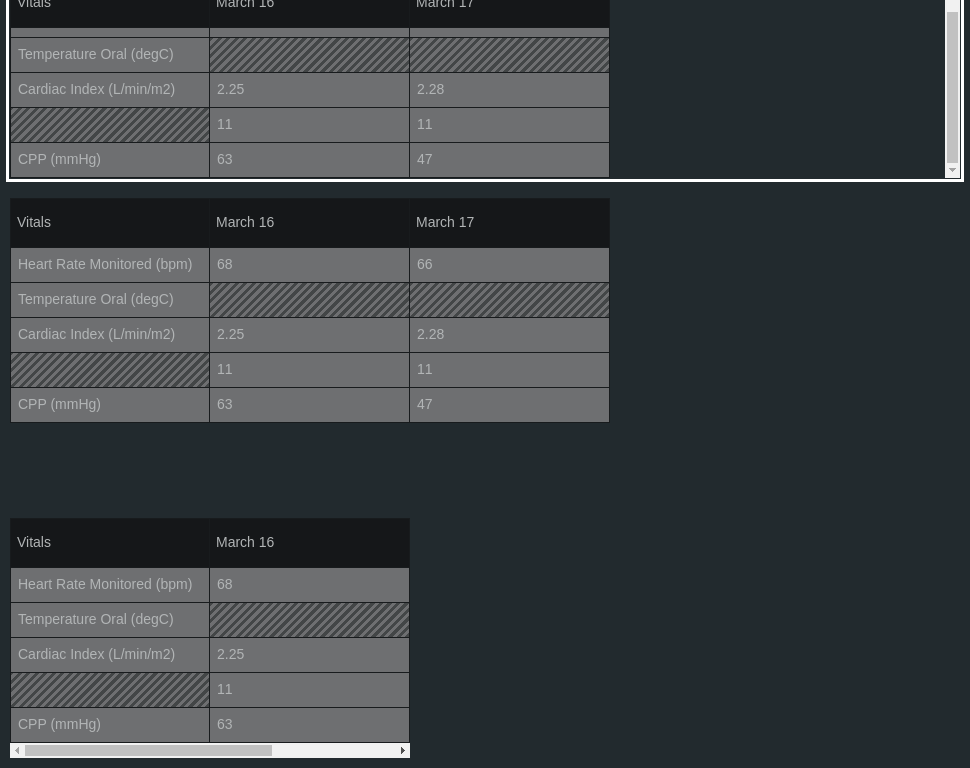 Vitals March 16 March 17
Temperature Oral (degC)
Cardiac Index (L/min/m2) 2.25 2.28
11 11
CPP (mmHg) 63 47
Vitals March 16 March 17
Heart Rate Monitored (bpm) 68 66
Temperature Oral (degC)
Cardiac Index (L/min/m2) 2.25 2.28
11 11
CPP (mmHg) 63 47
Vitals March 16
Heart Rate Monitored (bpm) 68
Temperature Oral (degC)
Cardiac Index (L/min/m2) 2.25
11
CPP (mmHg) 63